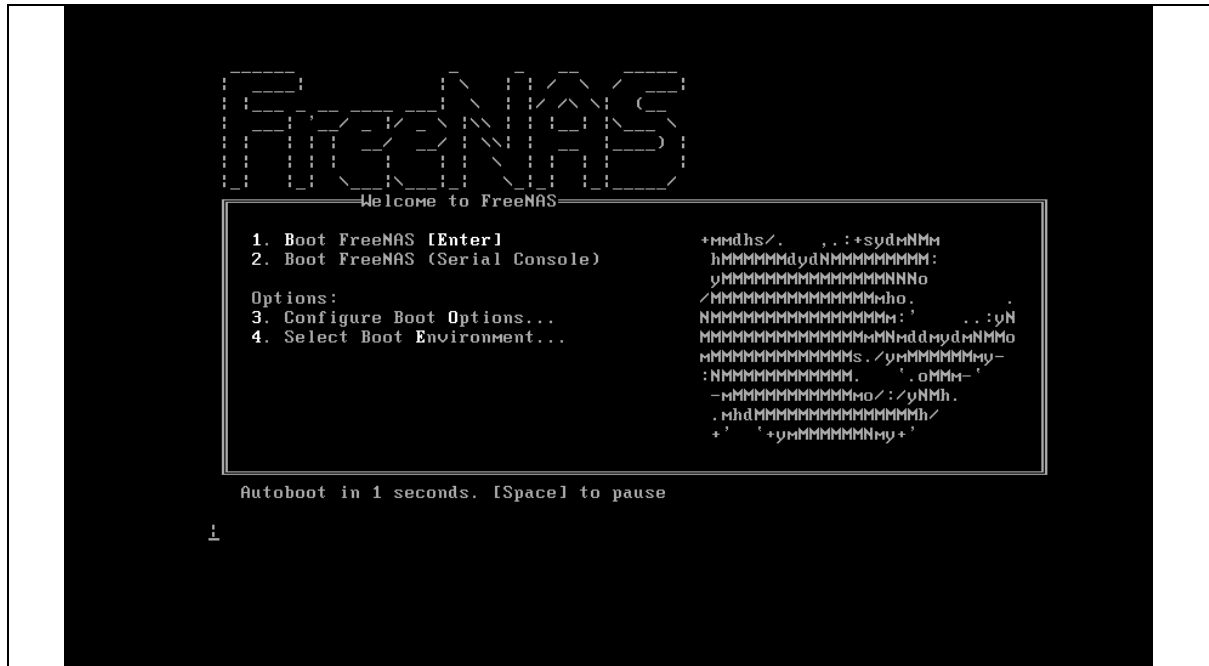 FreeNAS
Welcome to FreeNAS
1. Boot FreeNAS [Enter]
2. Boot FreeNAS (Serial Console)
Options:
3. Configure Boot Options...
4. Select Boot Environment...
Autoboot in 1 seconds. [Space] to pause